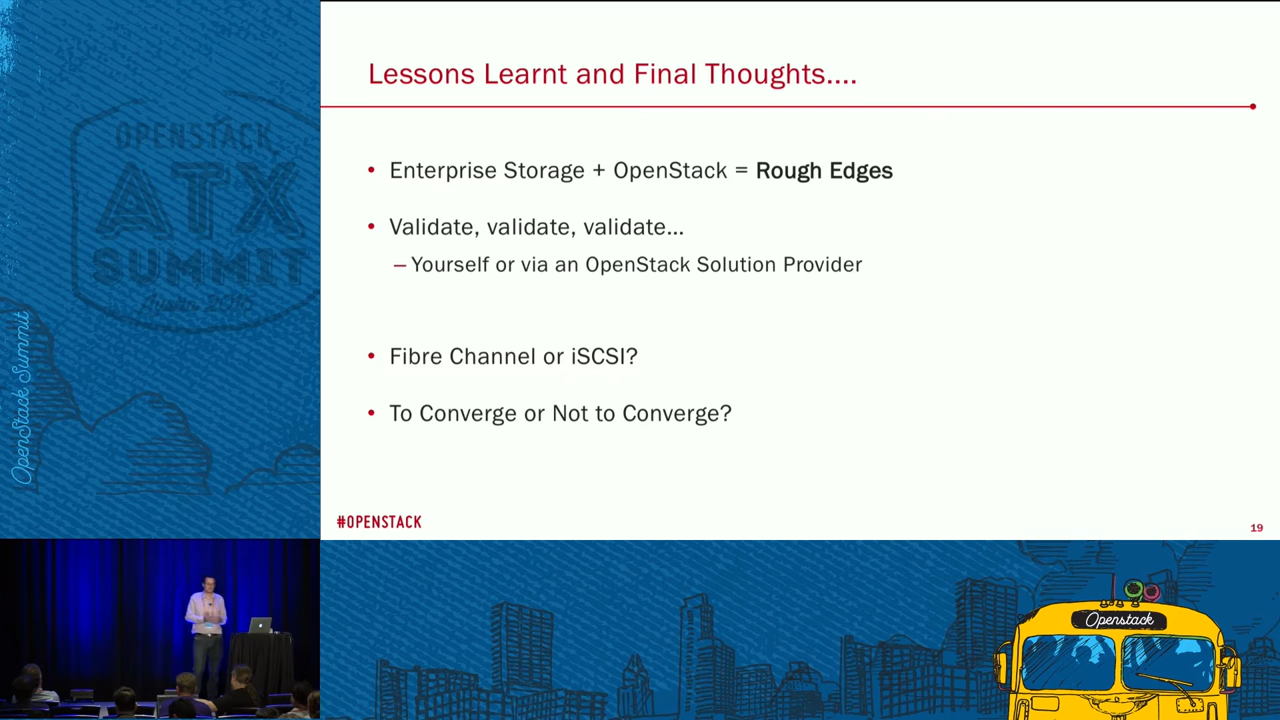 OPENSTACK
ATX
SUMMIT
Austin 2016
OpenStack Summit
Lessons Learnt and Final Thoughts....
• Enterprise Storage + OpenStack = Rough Edges
• Validate, validate, validate...
– Yourself or via an OpenStack Solution Provider
• Fibre Channel or iSCSI?
• To Converge or Not to Converge?
#OPENSTACK
19
Openstack